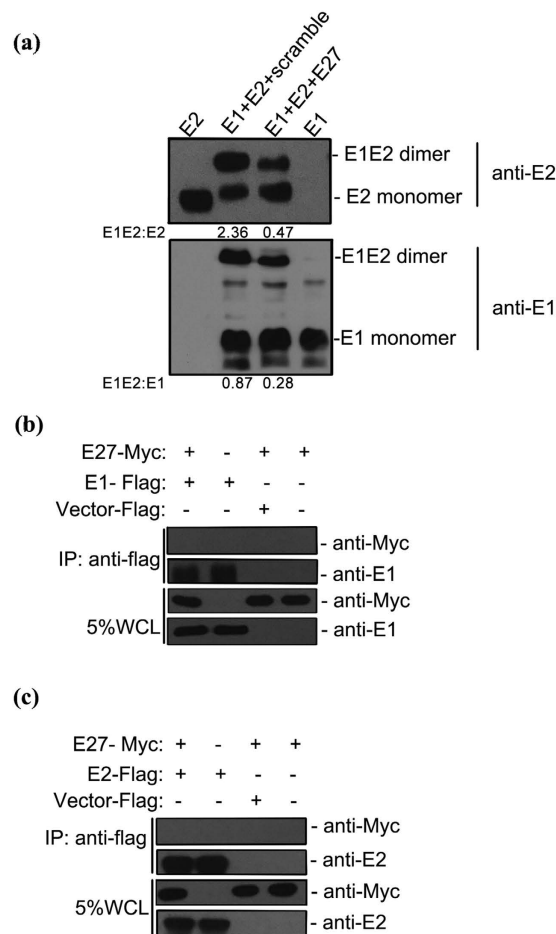 (a)
E2
E1+E2+scramble
E1+E2+E27
E1
- E1E2 dimer
- E2 monomer
anti-E2
E1E2:E2 2.36 0.47
-E1E2 dimer
-E1 monomer
anti-E1
E1E2:E1 0.87 0.28
(b)
E27-Myc: + - + +
E1- Flag: + + - -
Vector-Flag: - - + -
IP: anti-flag
- anti-Myc
- anti-E1
5%WCL
- anti-Myc
- anti-E1
(c)
E27- Myc: + - + +
E2-Flag: + + - -
Vector-Flag: - - + -
IP: anti-flag
- anti-Myc
- anti-E2
5%WCL
- anti-Myc
- anti-E2